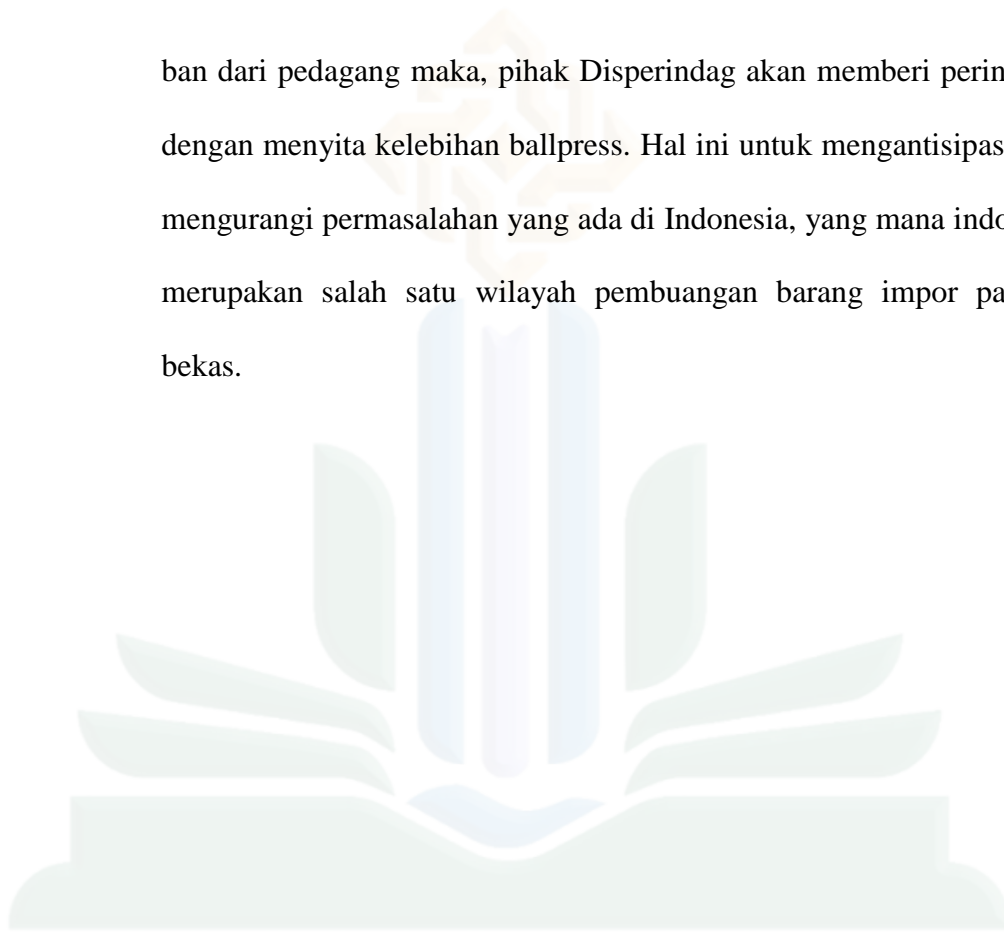 ban dari pedagang maka, pihak Disperindag akan memberi perin
dengan menyita kelebihan ballpress. Hal ini untuk mengantisipas
mengurangi permasalahan yang ada di Indonesia, yang mana indo
merupakan salah satu wilayah pembuangan barang impor pa
bekas.